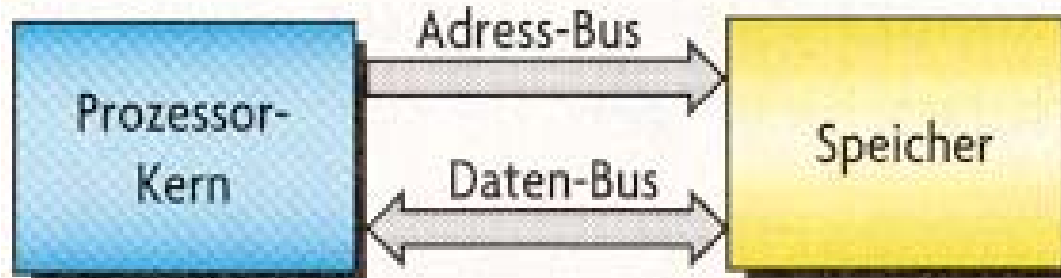 Adress-Bus
Prozessor-
Kern
Daten-Bus
Speicher